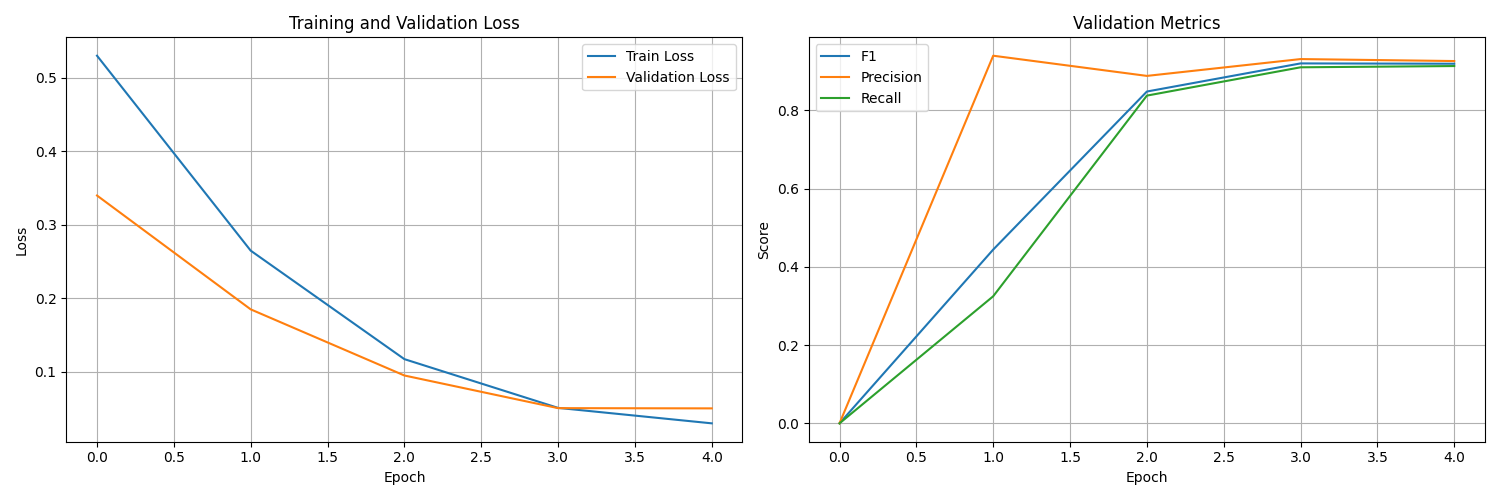 Training and Validation Loss
Train Loss
Validation Loss
Loss
0.5
0.4
0.3
0.2
0.1
0.0 0.5 1.0 1.5 2.0 2.5 3.0 3.5 4.0
Epoch
Validation Metrics
F1
Precision
Recall
Score
0.8
0.6
0.4
0.2
0.0
0.0 0.5 1.0 1.5 2.0 2.5 3.0 3.5 4.0
Epoch